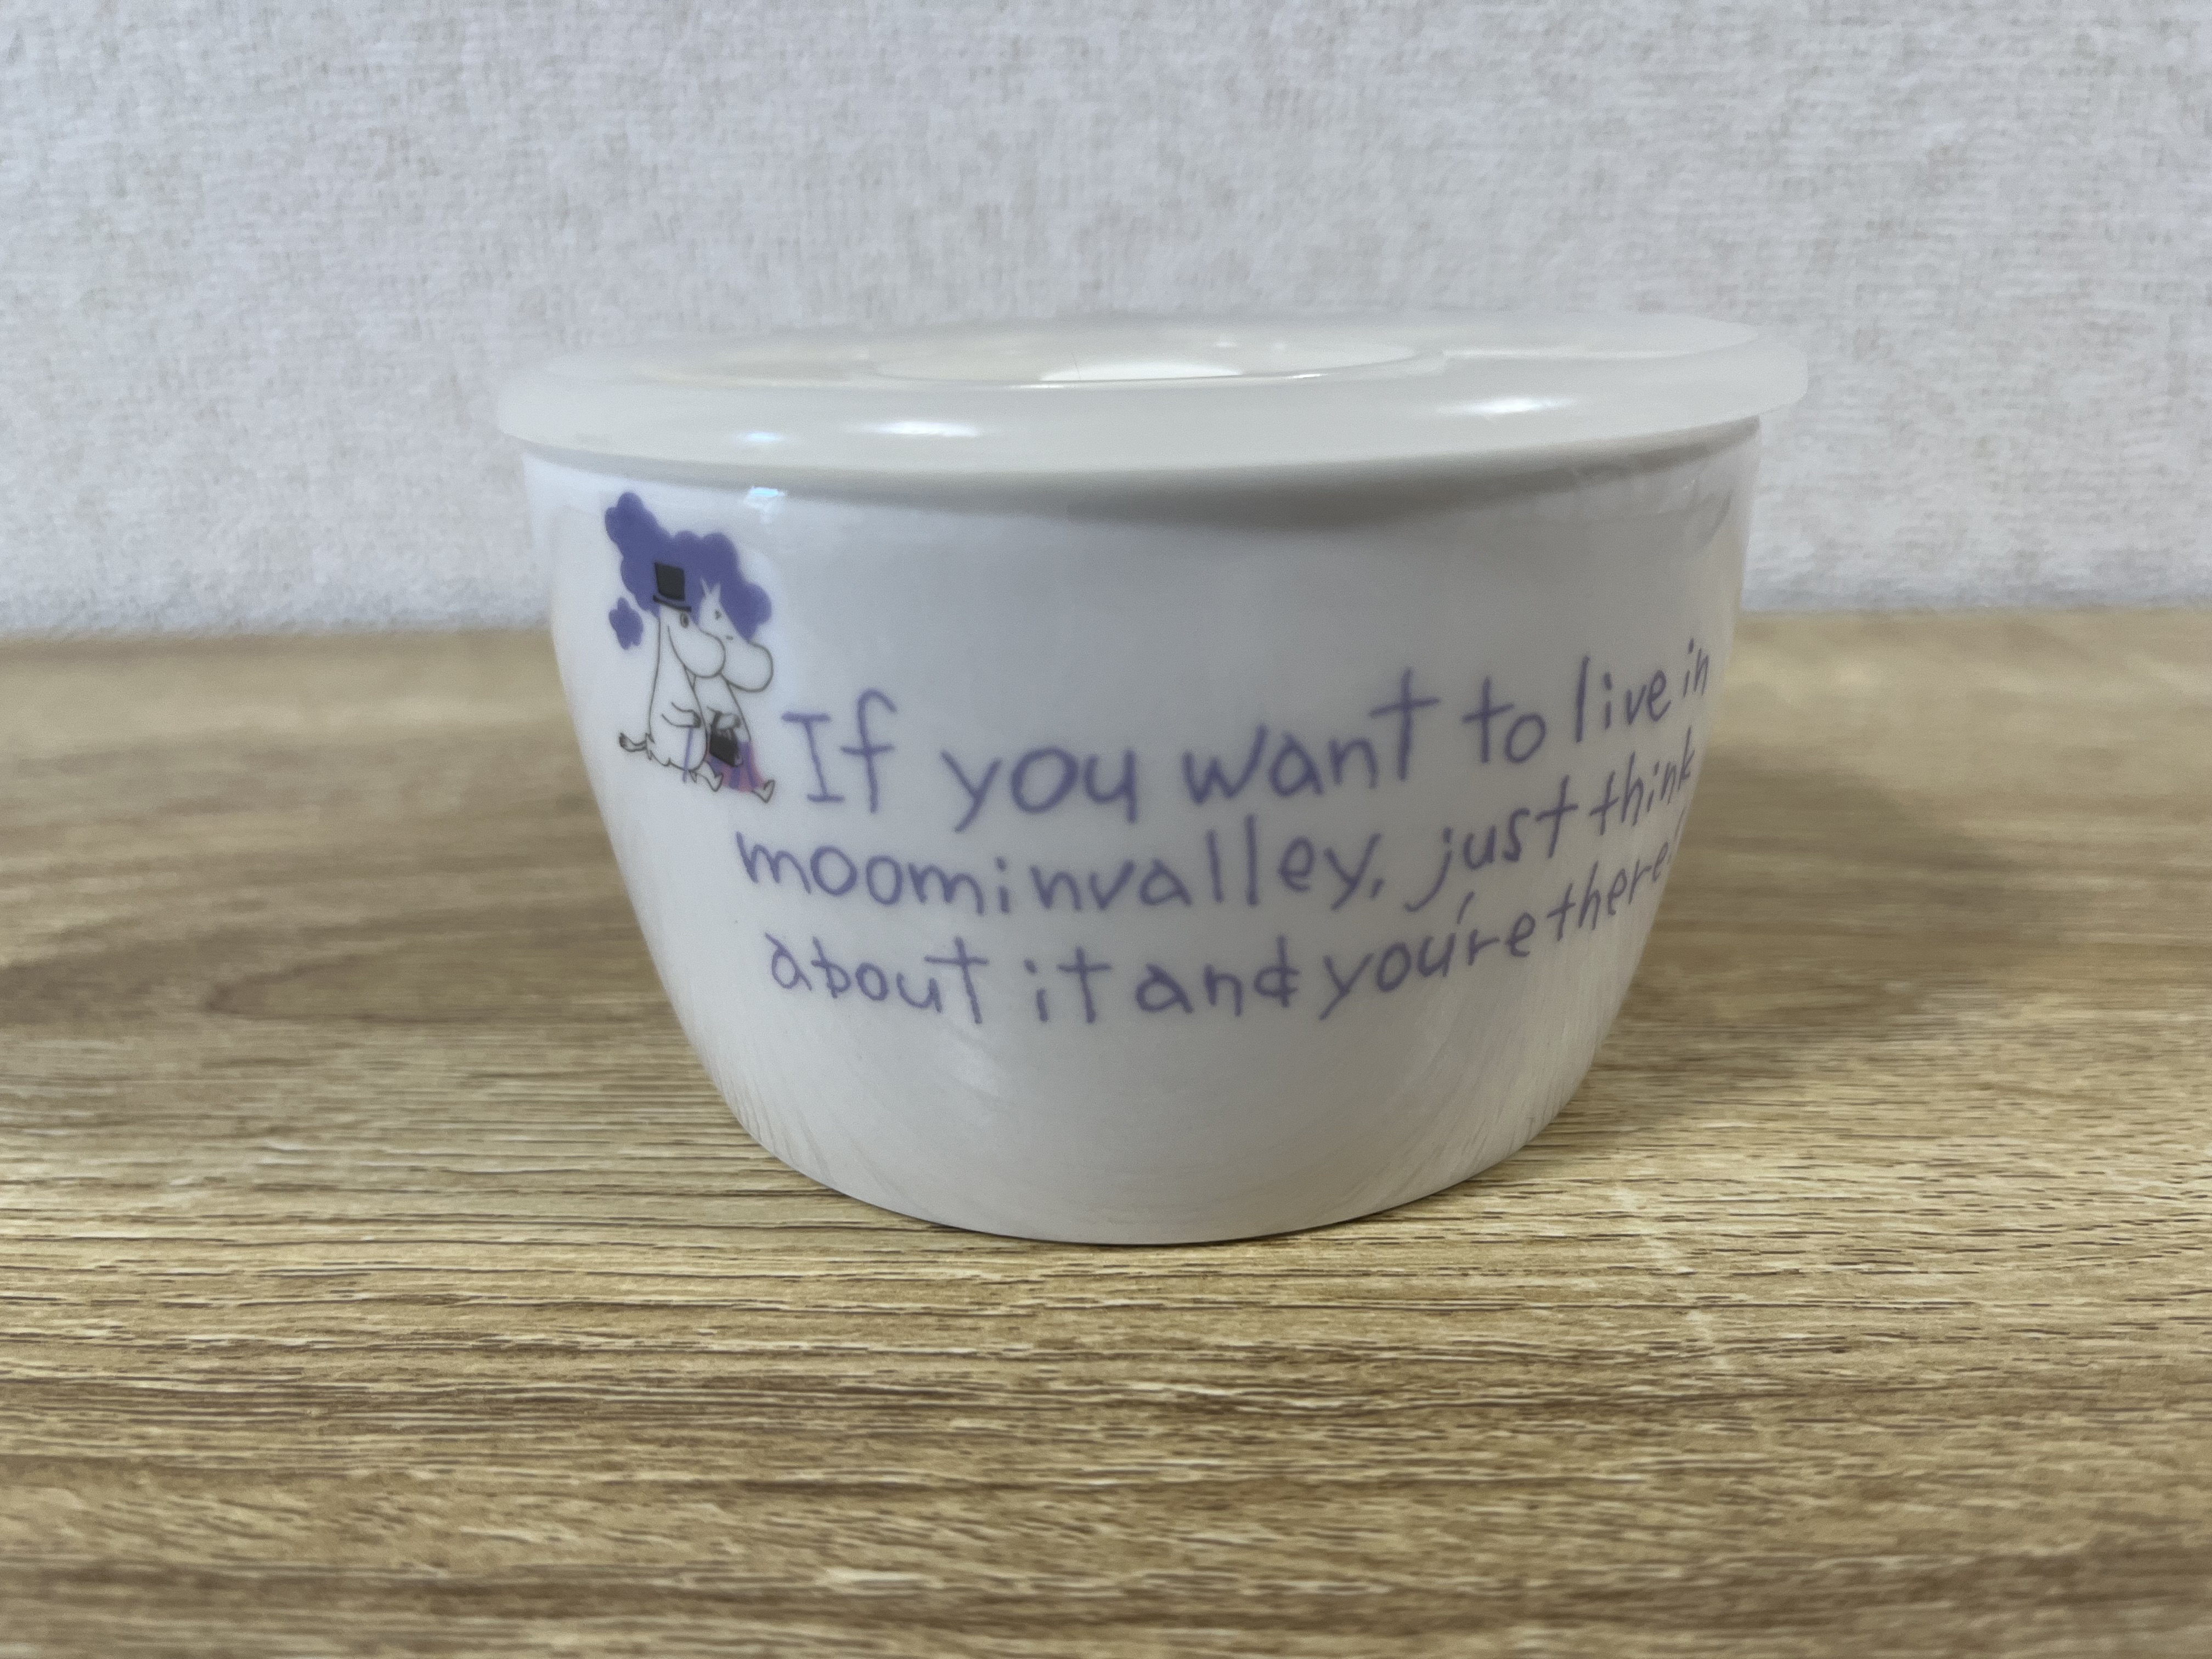 If you want to live in
moominvalley, just think
about it and you're there!